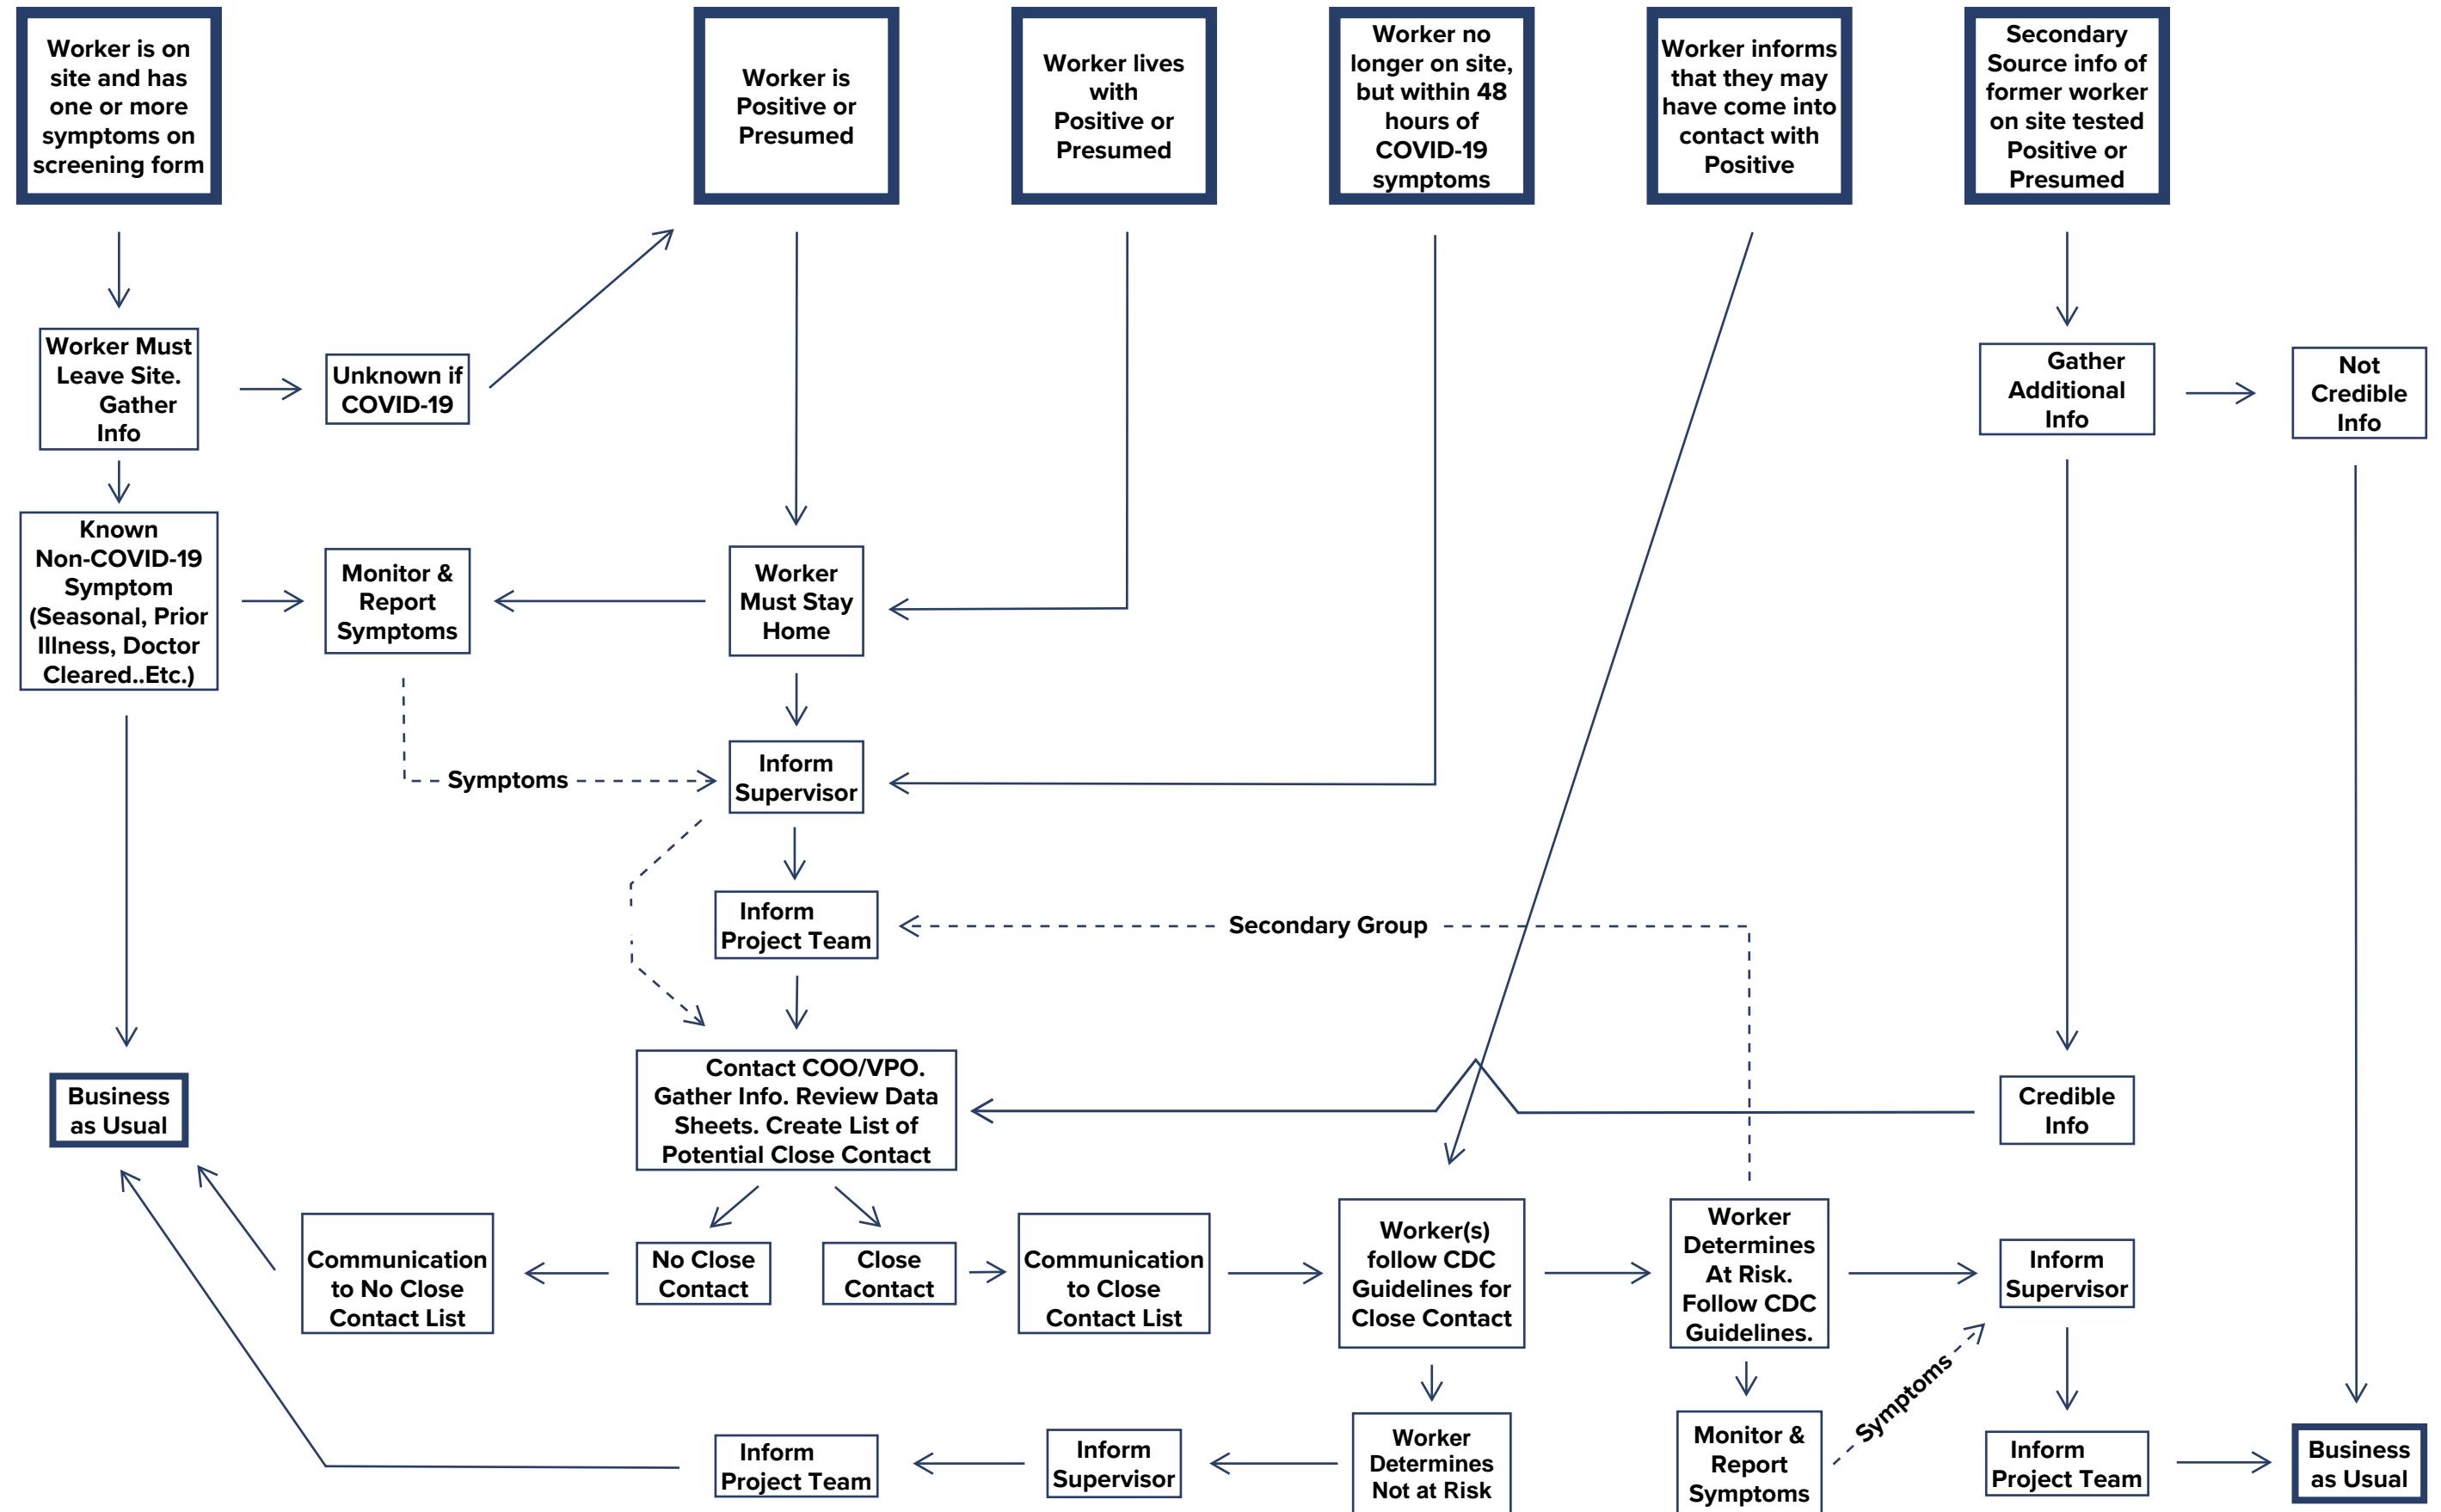 Worker is on
site and has
one or more
symptoms on
screening form
Worker is
Positive or
Presumed
Worker lives
with
Positive or
Presumed
Worker no
longer on site,
but within 48
hours of
COVID-19
symptoms
Worker informs
that they may
have come into
contact with
Positive
Secondary
Source info of
former worker
on site tested
Positive or
Presumed
Worker Must
Leave Site.
Gather
Info
Unknown if
COVID-19
Gather
Additional
Info
Not
Credible
Info
Known
Non-COVID-19
Symptom
(Seasonal, Prior
Illness, Doctor
Cleared..Etc.)
Monitor &
Report
Symptoms
Worker
Must Stay
Home
Symptoms
Inform
Supervisor
Inform
Project Team
Secondary Group
Contact COO/VPO.
Gather Info. Review Data
Sheets. Create List of
Potential Close Contact
Business
as Usual
Credible
Info
Communication
to No Close
Contact List
No Close
Contact
Close
Contact
Communication
to Close
Contact List
Worker(s)
follow CDC
Guidelines for
Close Contact
Worker
Determines
At Risk.
Follow CDC
Guidelines.
Inform
Supervisor
Symptoms
Inform
Project Team
Inform
Supervisor
Worker
Determines
Not at Risk
Monitor &
Report
Symptoms
Inform
Project Team
Business
as Usual